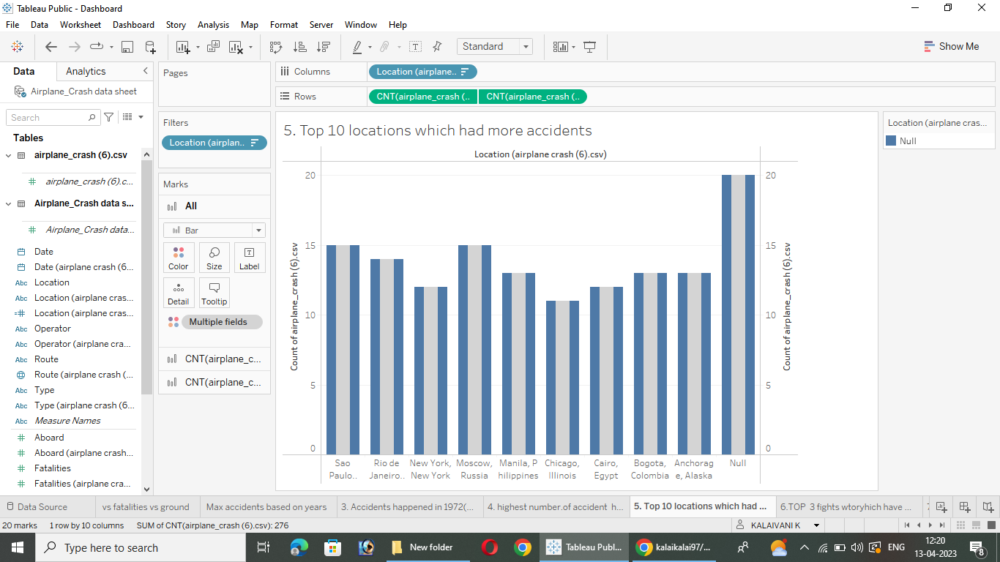 Tableau Public - Dashboard
File Data Worksheet Dashboard Story Analysis Map Format Server Window Help
Standard
Show Me
Data Analytics
Airplane_Crash data sheet
Search
Tables
airplane_crash (6).csv
airplane_crash (6).c...
Airplane_Crash data s...
Airplane_Crash data...
Date
Date (airplane crash (6...
Abc Location
Abc Location (airplane cras...
Location (airplane cras...
Abc Operator
Abc Operator (airplane cra...
Abc Route
Route (airplane crash (...
Abc Type
Abc Type (airplane crash (6...
Abc Measure Names
Aboard
Aboard (airplane crash...
Fatalities
Fatalities (airplane cra...
Pages
Filters
Location (airplan..
Marks
All
Bar
Color Size Label
Detail Tooltip
Multiple fields
CNT(airplane_c...
CNT(airplane_c...
Columns
Location (airplane..
Rows
CNT(airplane_crash (.. CNT(airplane_crash (..
5. Top 10 locations which had more accidents
Location (airplane crash (6).csv)
Count of airplane_crash (6).csv
20
15
10
5
0
Sao Paulo..
Rio de Janeiro..
New York, New York
Moscow, Russia
Manila, P hilippines
Chicago, Illinois
Cairo, Egypt
Bogota, Colombia
Anchorag e, Alaska
Null
20
15
10
5
0
Count of airplane_crash (6).csv
Location (airplane cras...
Null
Data Source vs fatalities vs ground Max accidents based on years 3. Accidents happened in 1972(... 4. highest number.of accident h... 5. Top 10 locations which had ... 6.TOP 3 fights wtoryhich have ... 7
20 marks 1 row by 10 columns SUM of CNT(airplane_crash (6).csv): 276
KALAIVANI K
Type here to search
New folder
Tableau Publ...
kalaikalai97/...
ENG
12:20
13-04-2023
8